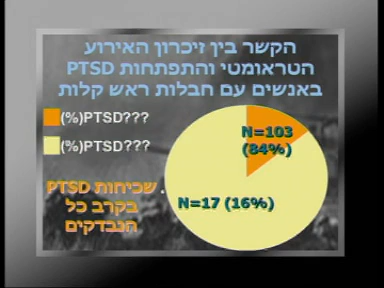 הקשר בין זיכרון האירוע
הטראומטי והתפתחות PTSD
באנשים עם חבלות ראש קלות
(%)PTSD???
(%)PTSD???
N=103
(84%)
N=17 (16%)
שכיחות PTSD.
בקרב כל
הנבדקים